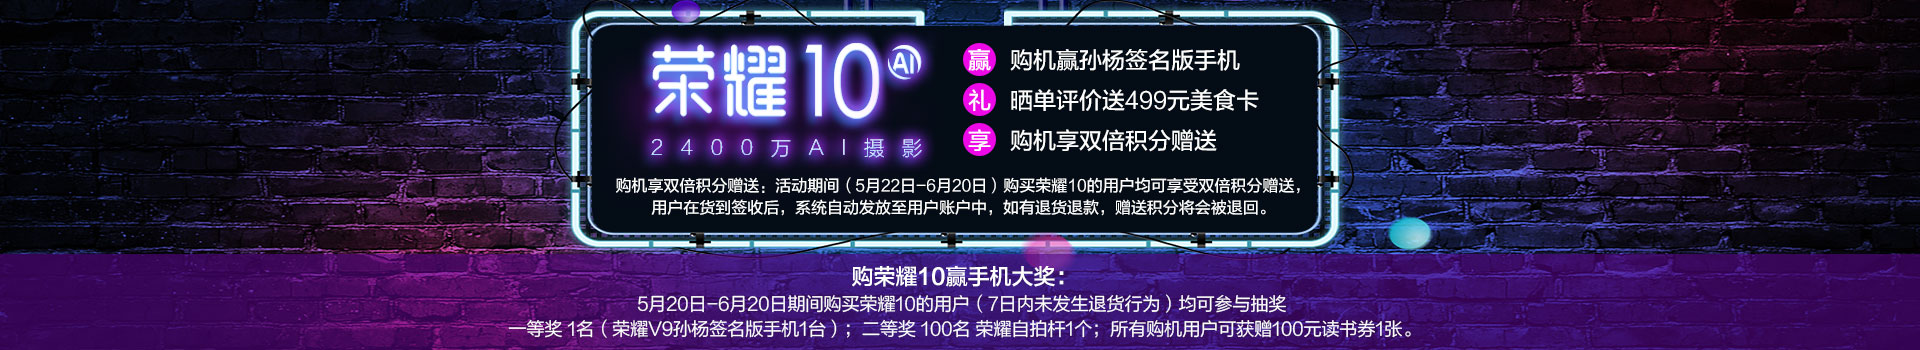 荣耀10 AI
2400万AI摄影
赢 购机赢孙杨签名版手机
礼 晒单评价送499元美食卡
享 购机享双倍积分赠送
购机享双倍积分赠送：活动期间（5月22日-6月20日）购买荣耀10的用户均可享受双倍积分赠送，
用户在货到签收后，系统自动发放至用户账户中，如有退货退款，赠送积分将会被退回。
购荣耀10赢手机大奖：
5月20日-6月20日期间购买荣耀10的用户（7日内未发生退货行为）均可参与抽奖
一等奖 1名（荣耀V9孙杨签名版手机1台）；二等奖 100名 荣耀自拍杆1个；所有购机用户可获赠100元读书券1张。